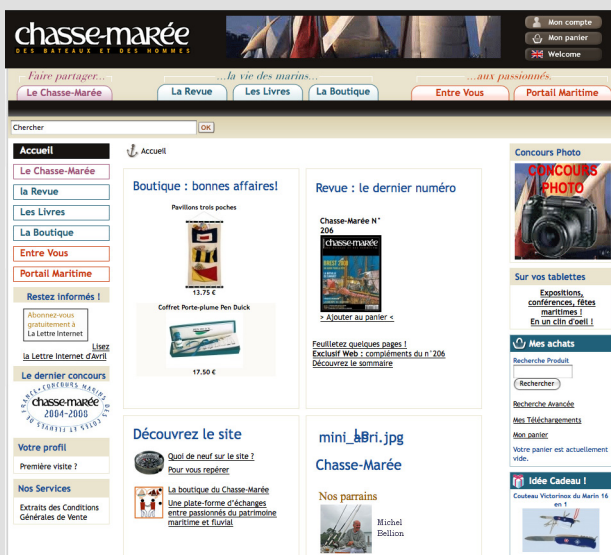 chasse-marée
DES BATEAUX ET DES HOMMES
Mon compte
Mon panier
Welcome
Faire partager...
...la vie des marins...
...aux passionnés.
Le Chasse-Marée
La Revue
Les Livres
La Boutique
Entre Vous
Portail Maritime
Chercher
OK
Accueil
Le Chasse-Marée
la Revue
Les Livres
La Boutique
Entre Vous
Portail Maritime
Restez informés !
Abonnez-vous
gratuitement à
La Lettre Internet
Lisez
la Lettre Internet d'Avril
Le dernier concours
FRANCE
CONCOURS MARINS
chasse-marée
2004-2008
DES COTES
Votre profil
Première visite ?
Nos Services
Extraits des Conditions
Générales de Vente
Accueil
Boutique : bonnes affaires!
Pavillons trois poches
13.75 €
Coffret Porte-plume Pen Duick
17.50 €
Revue : le dernier numéro
Chasse-Marée N°
206
chasse-marée
BREST 2008
> Ajouter au panier <
Feuilletez quelques pages !
Exclusif Web : compléments du n°206
Découvrez le sommaire
Découvrez le site
Quoi de neuf sur le site ?
Pour vous repérer
La boutique du Chasse-Marée
Une plate-forme d'échanges
entre passionnés du patrimoine
maritime et fluvial
Chasse-Marée
Nos parrains
Michel
Bellion
Concours Photo
CONCOURS
PHOTO
Sur vos tablettes
Expositions,
conférences, fêtes
maritimes !
En un clin d'oeil !
Mes achats
Recherche Produit
Rechercher
Recherche Avancée
Mes Téléchargements
Mon panier
Votre panier est actuellement
vide.
Idée Cadeau !
Couteau Victorinox du Marin 16
en 1